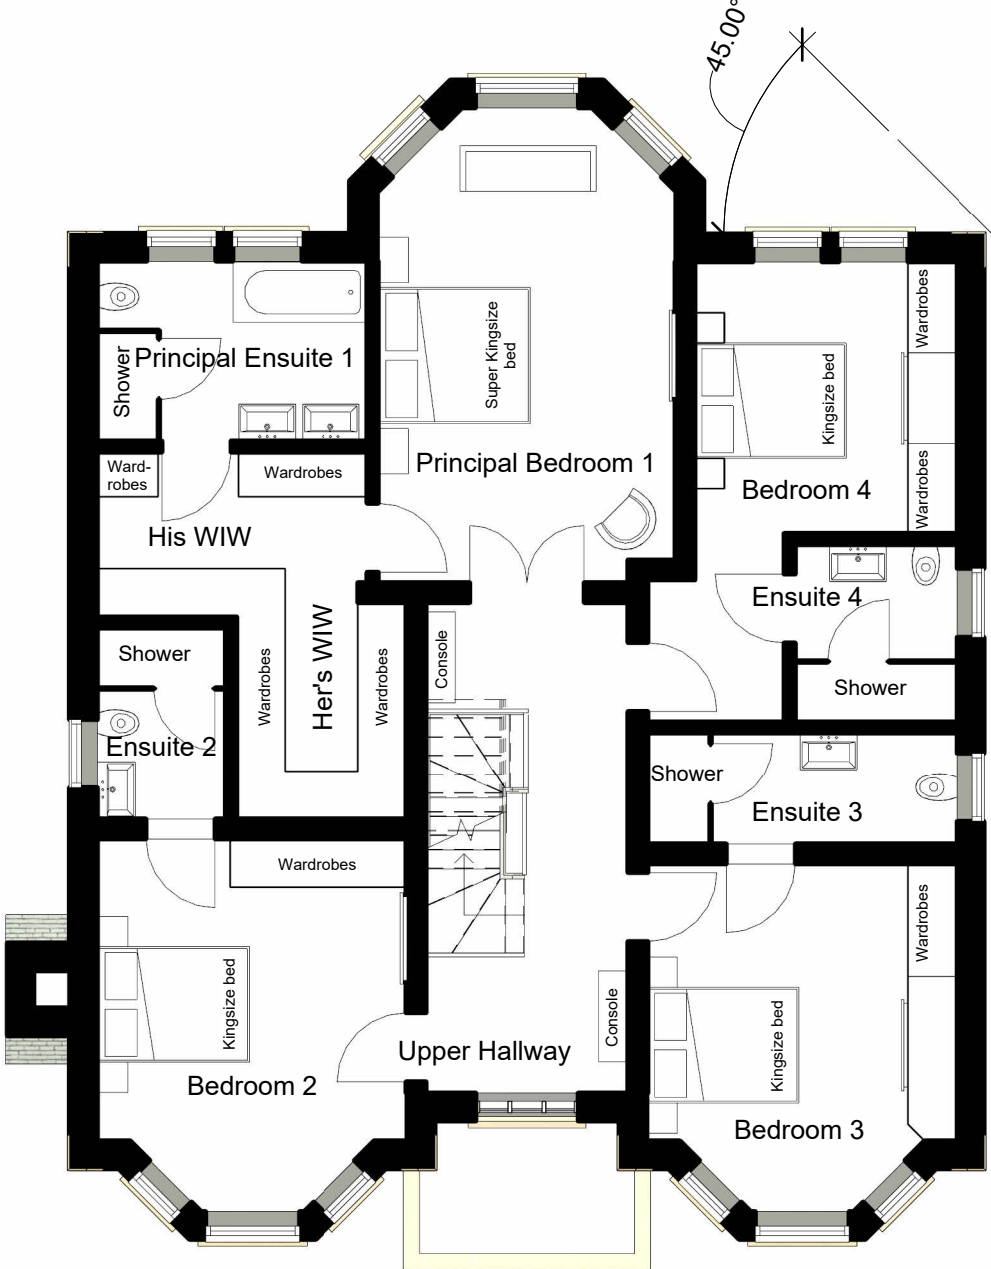 45.00°
Principal Ensuite 1
Shower
Super Kingsize
bed
Wardrobes
Kingsize bed
Principal Bedroom 1
Ward-
robes
Wardrobes
Bedroom 4
Wardrobes
His WIW
Ensuite 4
Her's WIW
Console
Shower
Wardrobes
Wardrobes
Shower
Ensuite 2
Shower
Ensuite 3
Wardrobes
Wardrobes
Kingsize bed
Console
Kingsize bed
Upper Hallway
Bedroom 2
Bedroom 3